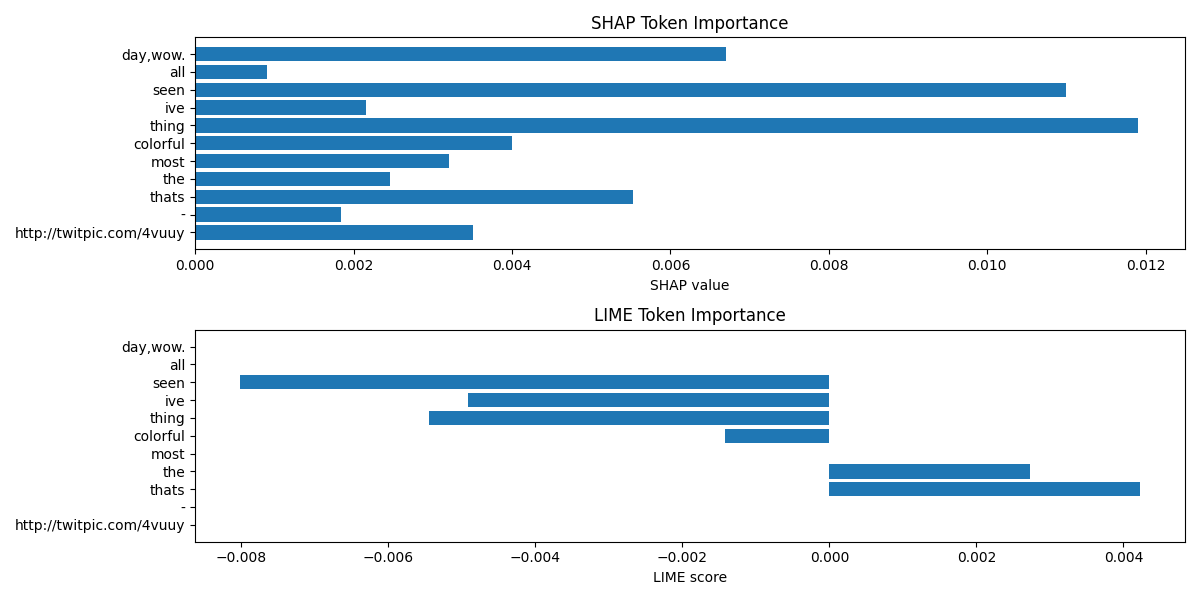 SHAP Token Importance
day,wow.
all
seen
ive
thing
colorful
most
the
thats
-
http://twitpic.com/4vuuy
0.000 0.002 0.004 0.006 0.008 0.010 0.012
SHAP value
LIME Token Importance
day,wow.
all
seen
ive
thing
colorful
most
the
thats
-
http://twitpic.com/4vuuy
−0.008 −0.006 −0.004 −0.002 0.000 0.002 0.004
LIME score